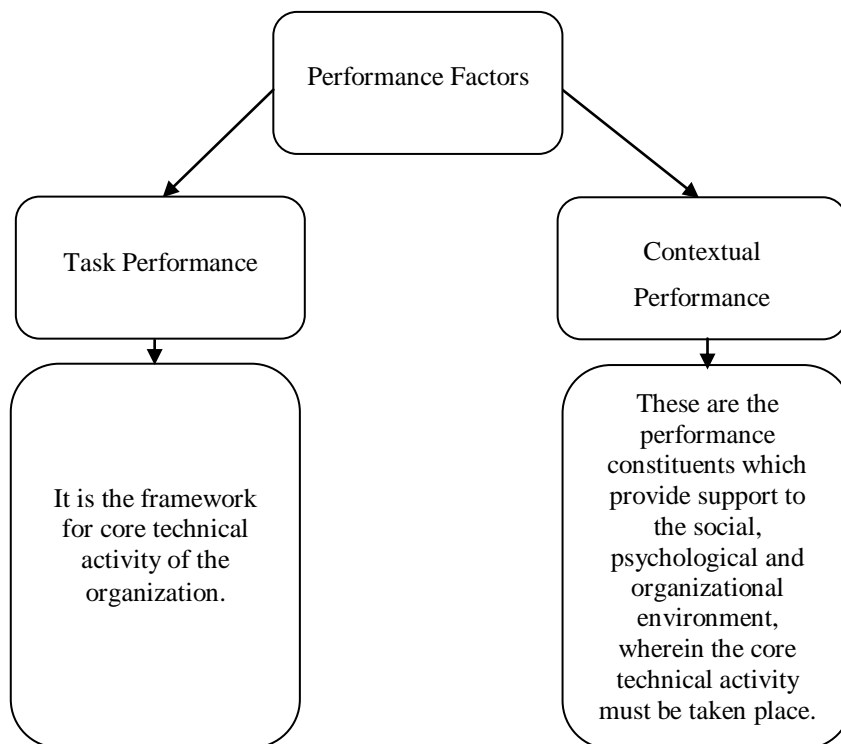 Performance Factors
Task Performance
Contextual
Performance
It is the framework
for core technical
activity of the
organization.
These are the
performance
constituents which
provide support to
the social,
psychological and
organizational
environment,
wherein the core
technical activity
must be taken place.